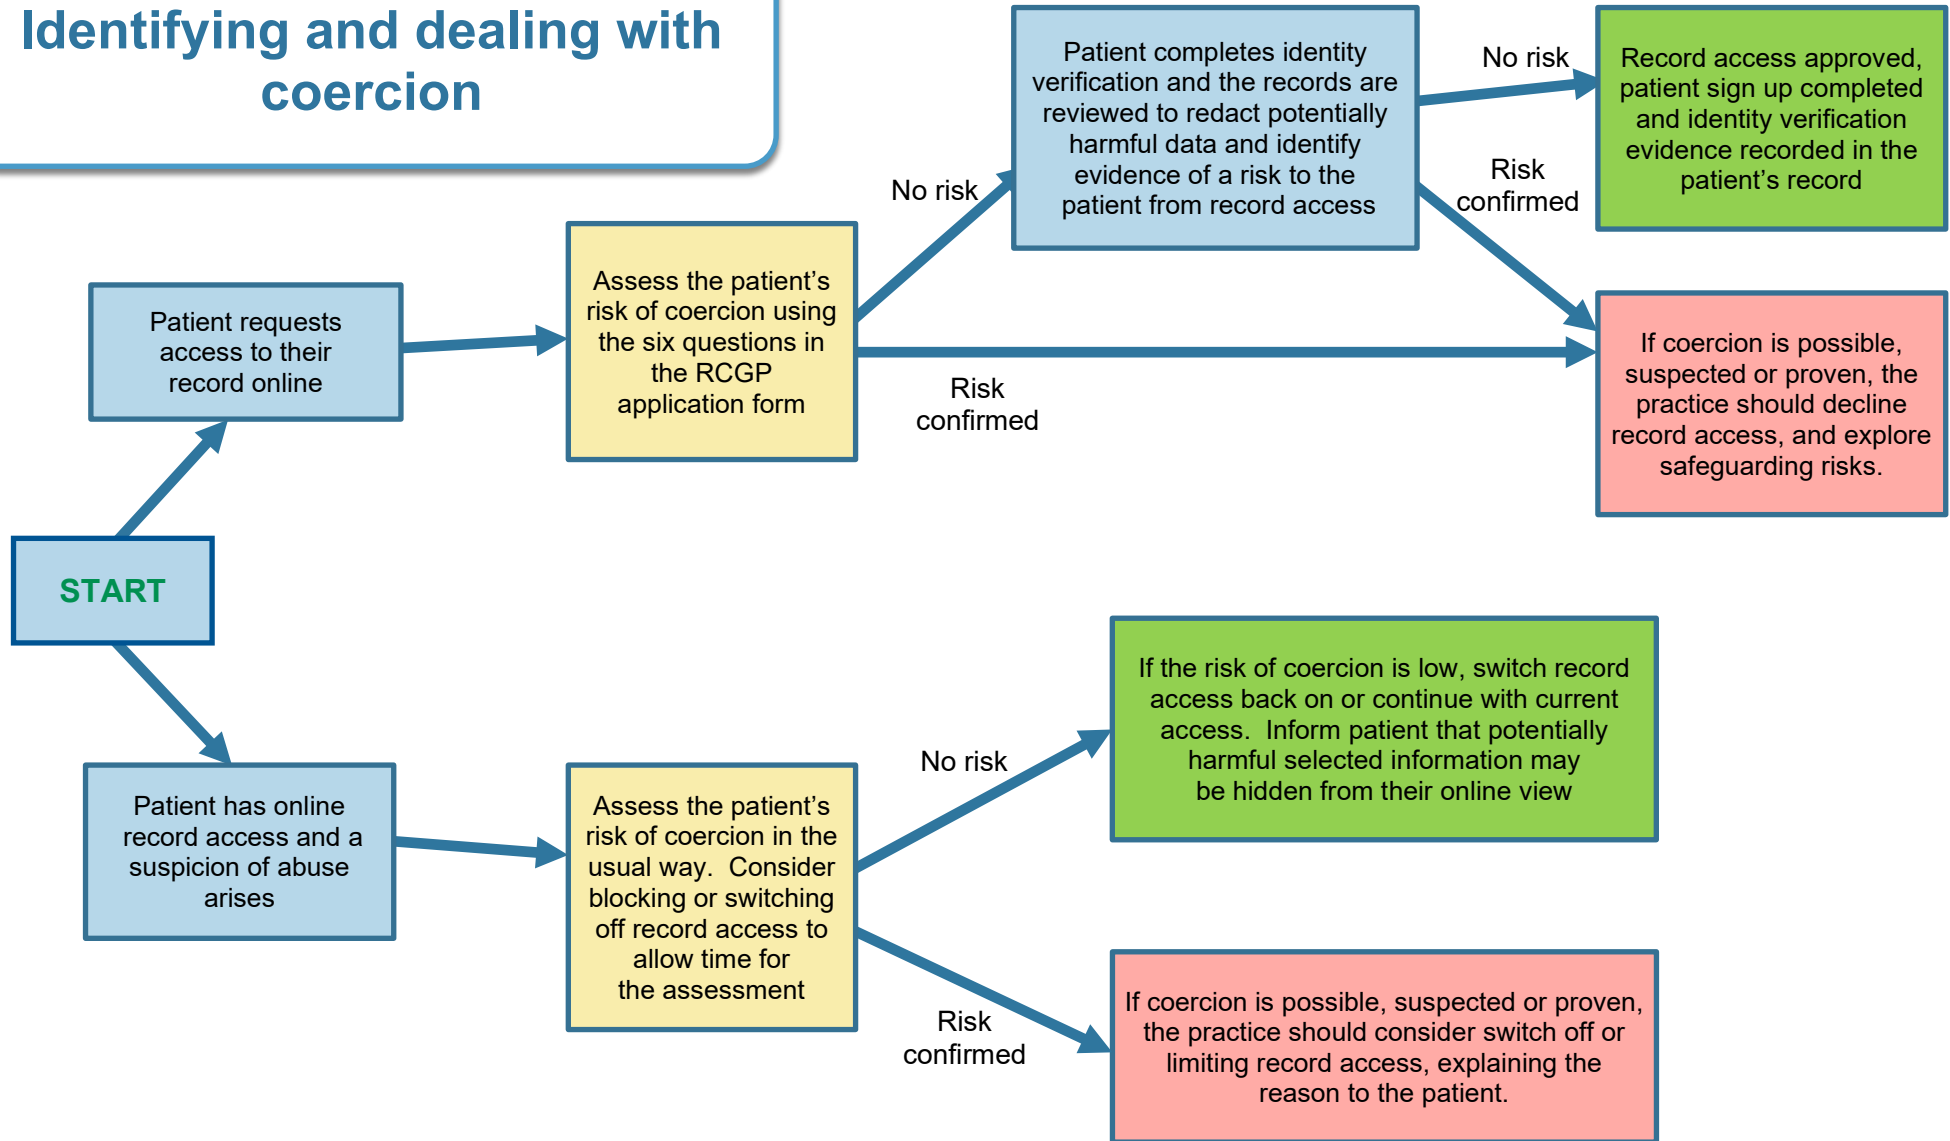 Identifying and dealing with
coercion
START
Patient requests
access to their
record online
Assess the patient’s
risk of coercion using
the six questions in
the RCGP
application form
No risk
Patient completes identity
verification and the records are
reviewed to redact potentially
harmful data and identify
evidence of a risk to the
patient from record access
No risk
Record access approved,
patient sign up completed
and identity verification
evidence recorded in the
patient’s record
Risk
confirmed
Risk
confirmed
If coercion is possible,
suspected or proven, the
practice should decline
record access, and explore
safeguarding risks.
Patient has online
record access and a
suspicion of abuse
arises
Assess the patient’s
risk of coercion in the
usual way.  Consider
blocking or switching
off record access to
allow time for
the assessment
No risk
If the risk of coercion is low, switch record
access back on or continue with current
access.  Inform patient that potentially
harmful selected information may
be hidden from their online view
Risk
confirmed
If coercion is possible, suspected or proven,
the practice should consider switch off or
limiting record access, explaining the
reason to the patient.